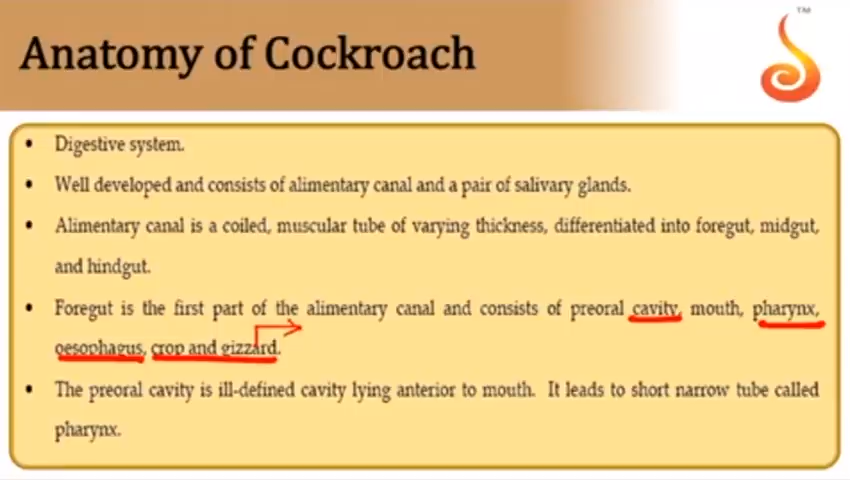 TM
Anatomy of Cockroach
• Digestive system.
• Well developed and consists of alimentary canal and a pair of salivary glands.
• Alimentary canal is a coiled, muscular tube of varying thickness, differentiated into foregut, midgut,
and hindgut.
• Foregut is the first part of the alimentary canal and consists of preoral cavity, mouth, pharynx,
oesophagus, crop and gizzard.
• The preoral cavity is ill-defined cavity lying anterior to mouth. It leads to short narrow tube called
pharynx.